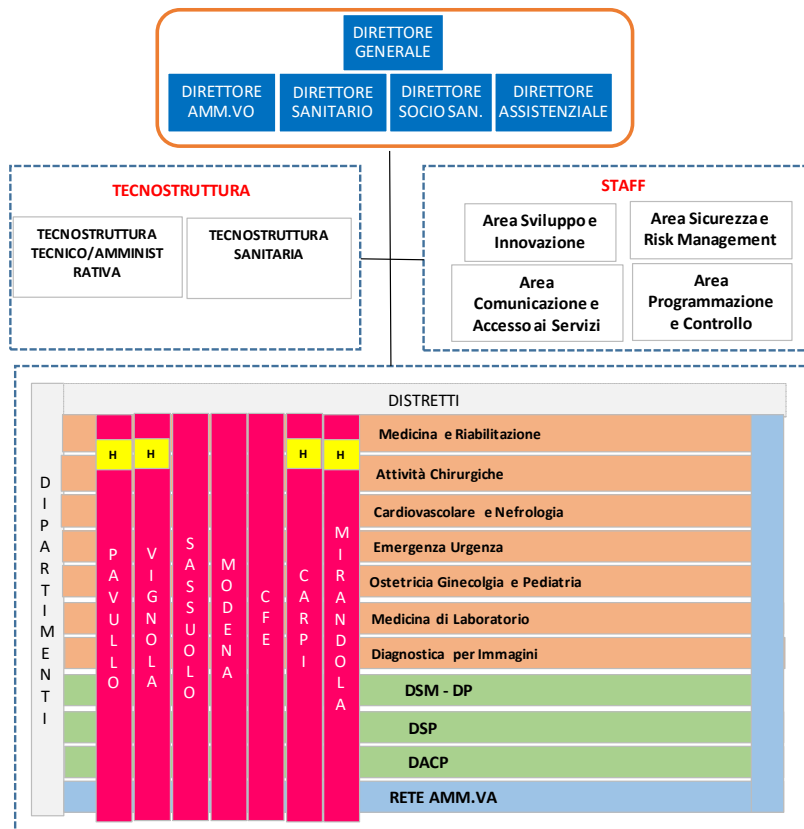 DIRETTORE
GENERALE
DIRETTORE
AMM.VO
DIRETTORE
SANITARIO
DIRETTORE
SOCIO SAN.
DIRETTORE
ASSISTENZIALE
TECNOSTRUTTURA
TECNOSTRUTTURA
TECNICO/AMMINIST
RATIVA
TECNOSTRUTTURA
SANITARIA
STAFF
Area Sviluppo e
Innovazione
Area Sicurezza e
Risk Management
Area
Comunicazione e
Accesso ai Servizi
Area
Programmazione
e Controllo
DIPARTIMENTI
DISTRETTI
H
H
H
H
PAVULLO
VIGNOLA
SASSUOLO
MODENA
CFE
CARPI
MIRANDOLA
Medicina e Riabilitazione
Attività Chirurgiche
Cardiovascolare e Nefrologia
Emergenza Urgenza
Ostetricia Ginecolgia e Pediatria
Medicina di Laboratorio
Diagnostica per Immagini
DSM - DP
DSP
DACP
RETE AMM.VA